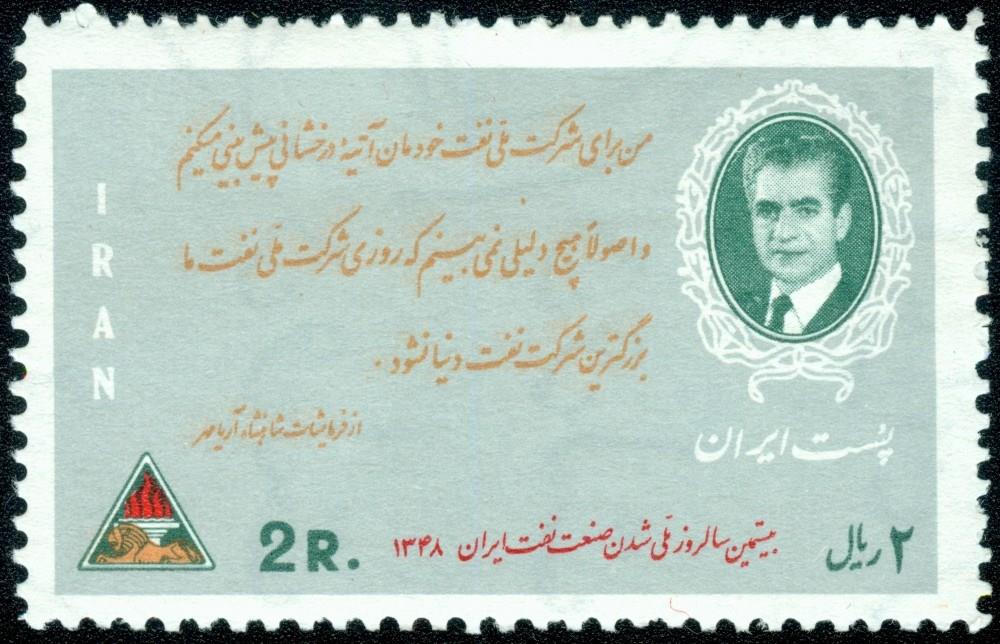 من برای شرکت ملی نفت خودمان آتیهٔ درخشانی پیش بینی میکنم
و اصولاً هیچ دلیلی نمی بینم که روزی شرکت ملی نفت ما
بزرگترین شرکت نفت دنیا نشود.
از فرمایشات شاهنشاه آریامهر
IRAN
پست ایران
2R.
بیستمین سالروز ملی شدن صنعت نفت ایران ۱۳۴۸
۲ ریال